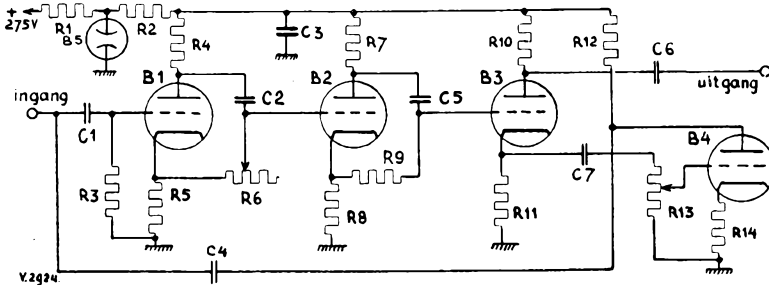 +
275V
R1
B5
R2
R4
C3
R7
R10
R12
C6
ingang
B1
C2
B2
C5
B3
uitgang
C1
B4
R9
C7
R3
R5
R6
R8
R11
R13
R14
C4
V.2924.